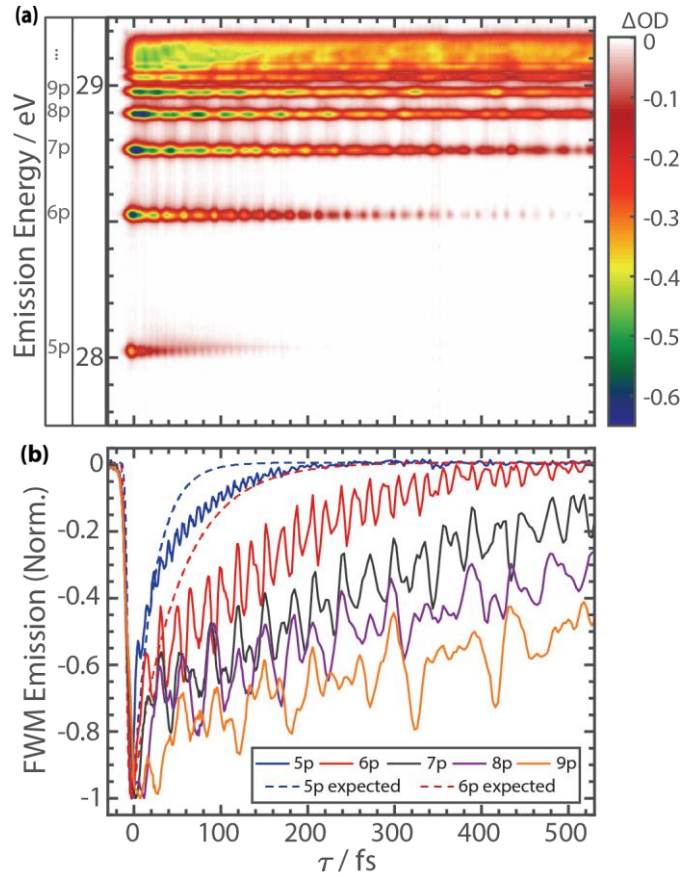 (a)
ΔOD
0
-0.1
-0.2
-0.3
-0.4
-0.5
-0.6
Emission Energy / eV
...
9p
8p
7p
6p
5p
29
28
(b)
0
-0.2
-0.4
-0.6
-0.8
-1
FWM Emission (Norm.)
5p 6p 7p 8p 9p
5p expected 6p expected
0 100 200 300 400 500
τ / fs